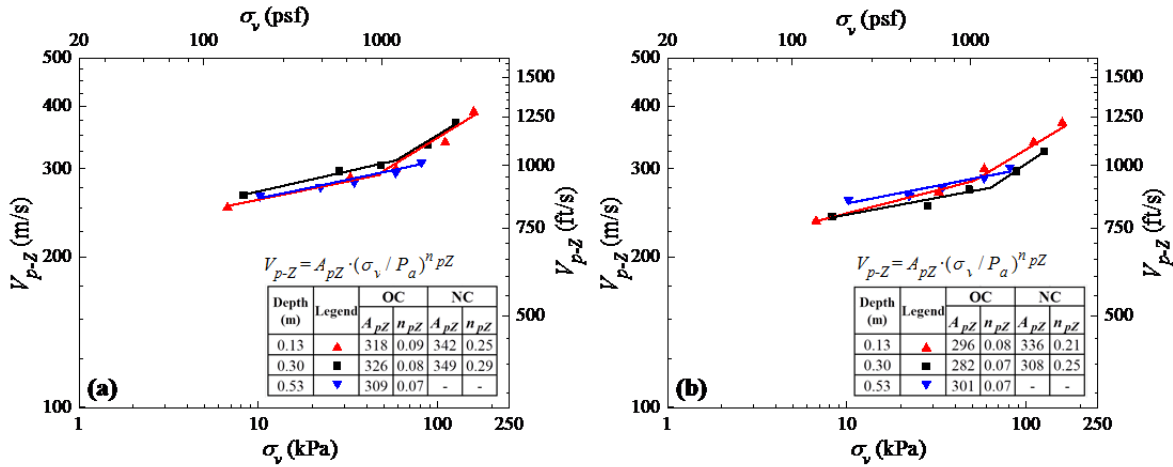 σv (psf)
20 100 1000
500
400
300
200
100
Vp-Z (m/s)
1500
1250
1000
750
500
Vp-Z (ft/s)
Vp-Z = ApZ · (σv / Pa)^n pZ
Depth (m) Legend OC NC
ApZ npZ ApZ npZ
0.13 318 0.09 342 0.25
0.30 326 0.08 349 0.29
0.53 309 0.07 - -
(a)
1 10 100 250
σv (kPa)
σv (psf)
20 100 1000
500
400
300
200
100
Vp-Z (m/s)
1500
1250
1000
750
500
Vp-Z (ft/s)
Vp-Z = ApZ · (σv / Pa)^n pZ
Depth (m) Legend OC NC
ApZ npZ ApZ npZ
0.13 296 0.08 336 0.21
0.30 282 0.07 308 0.25
0.53 301 0.07 - -
(b)
1 10 100 250
σv (kPa)